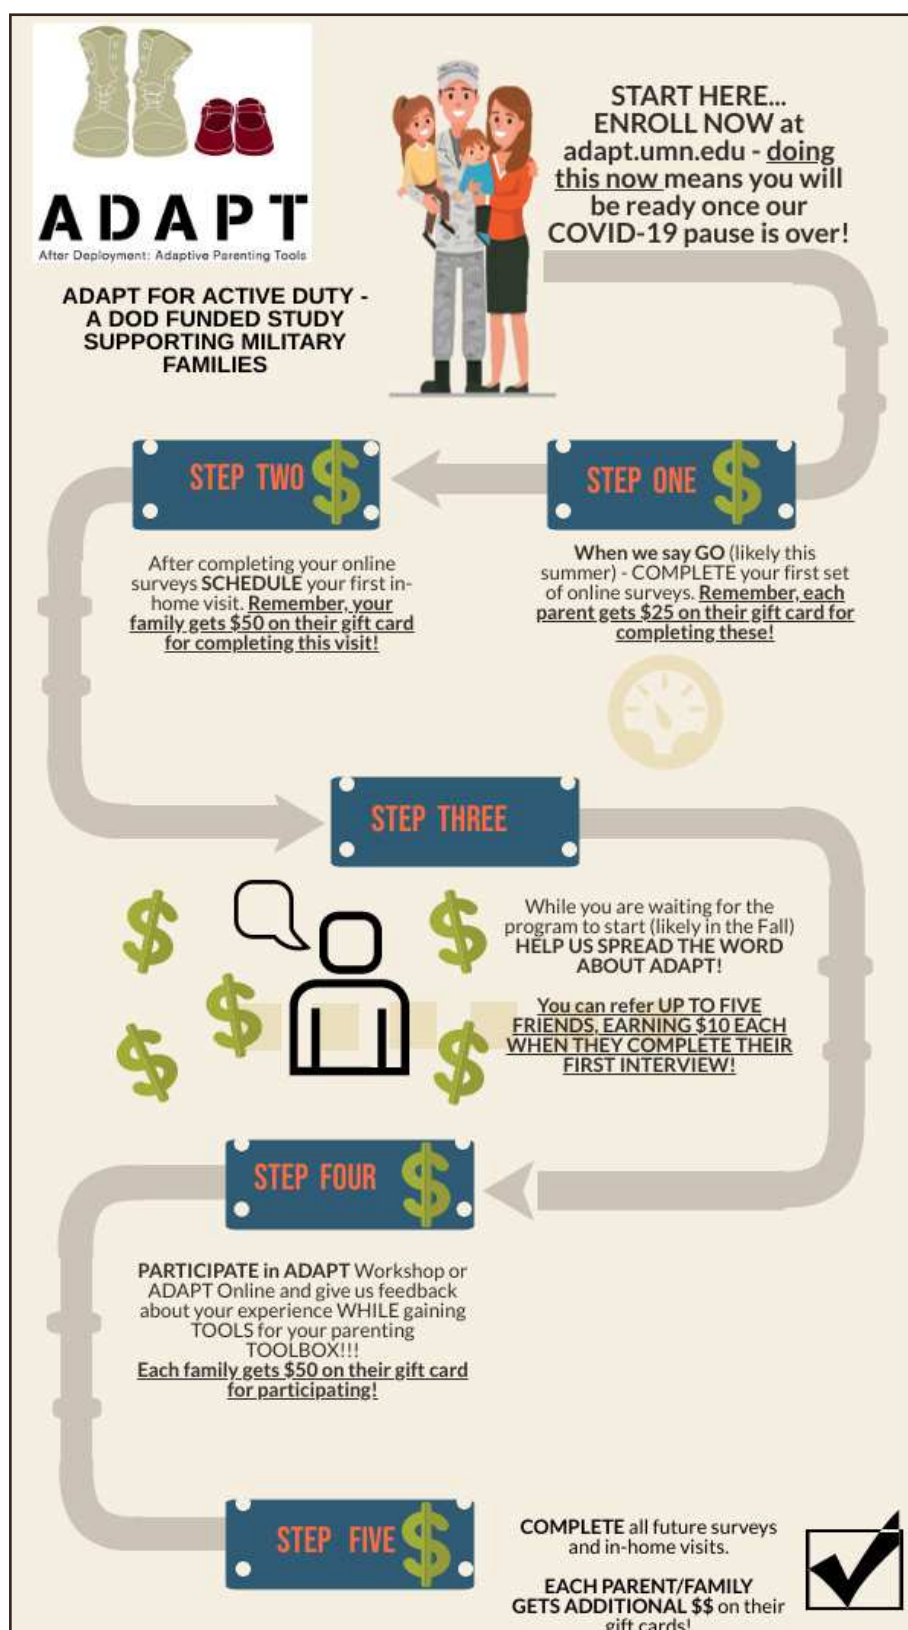 ADAPT
After Deployment: Adaptive Parenting Tools
ADAPT FOR ACTIVE DUTY -
A DOD FUNDED STUDY
SUPPORTING MILITARY
FAMILIES
START HERE...
ENROLL NOW at
adapt.umn.edu - doing
this now means you will
be ready once our
COVID-19 pause is over!
STEP ONE $
When we say GO (likely this
summer) - COMPLETE your first set
of online surveys. Remember, each
parent gets $25 on their gift card for
completing these!
STEP TWO $
After completing your online
surveys SCHEDULE your first in-
home visit. Remember, your
family gets $50 on their gift card
for completing this visit!
STEP THREE
While you are waiting for the
program to start (likely in the Fall)
HELP US SPREAD THE WORD
ABOUT ADAPT!
You can refer UP TO FIVE
FRIENDS, EARNING $10 EACH
WHEN THEY COMPLETE THEIR
FIRST INTERVIEW!
STEP FOUR $
PARTICIPATE in ADAPT Workshop or
ADAPT Online and give us feedback
about your experience WHILE gaining
TOOLS for your parenting
TOOLBOX!!!
Each family gets $50 on their gift card
for participating!
STEP FIVE $
COMPLETE all future surveys
and in-home visits.
EACH PARENT/FAMILY
GETS ADDITIONAL $$ on their
gift cards!